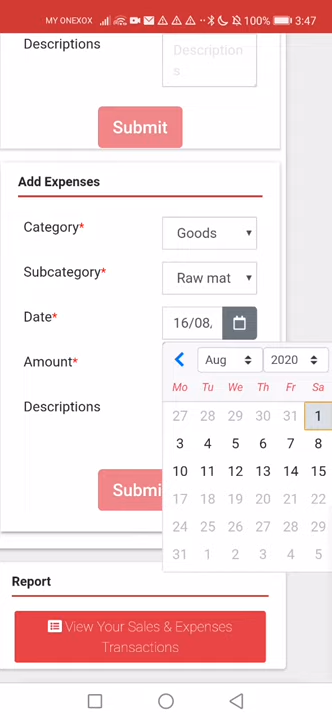 MY ONEXOX 100% 3:47
Descriptions
Description
s
Submit
Add Expenses
Category*
Goods
Subcategory*
Raw mat
Date*
16/08,
Amount*
Aug 2020
Mo Tu We Th Fr Sa
27 28 29 30 31 1
Descriptions
3 4 5 6 7 8
10 11 12 13 14 15
Submi
17 18 19 20 21 22
24 25 26 27 28 29
31 1 2 3 4 5
Report
View Your Sales & Expenses
Transactions